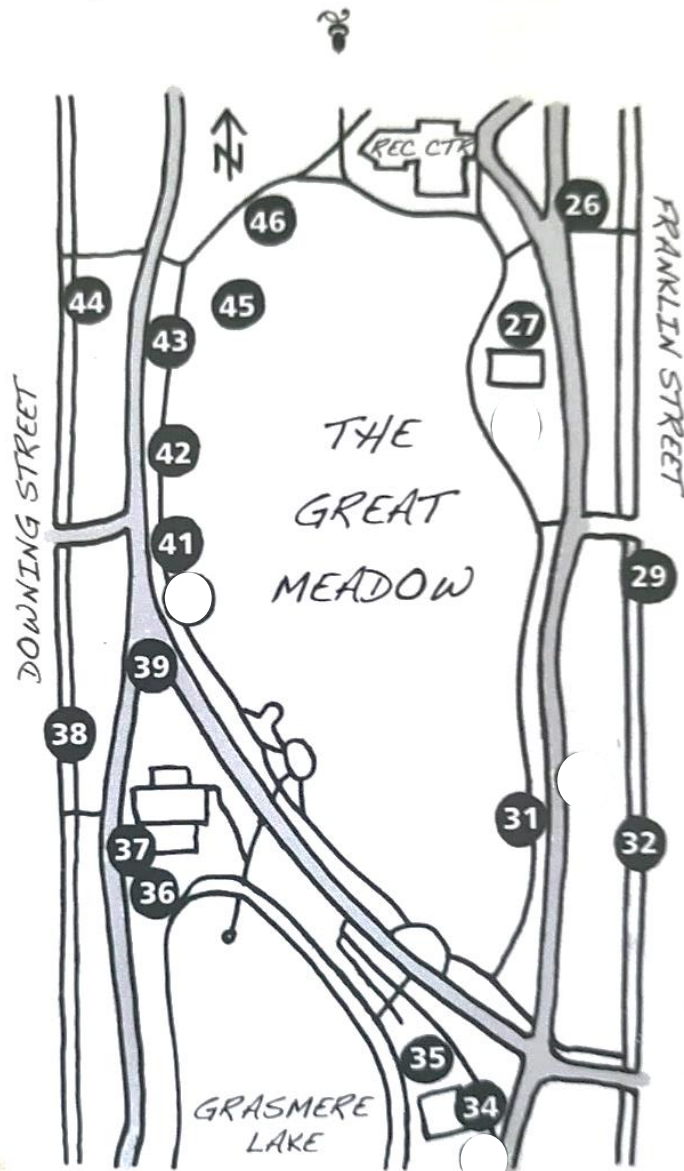 N
REC CTR
46
26
FRANKLIN STREET
44
45
43
27
THE
GREAT
MEADOW
42
DOWNING STREET
41
29
39
38
31
32
37
36
35
34
GRASMERE
LAKE